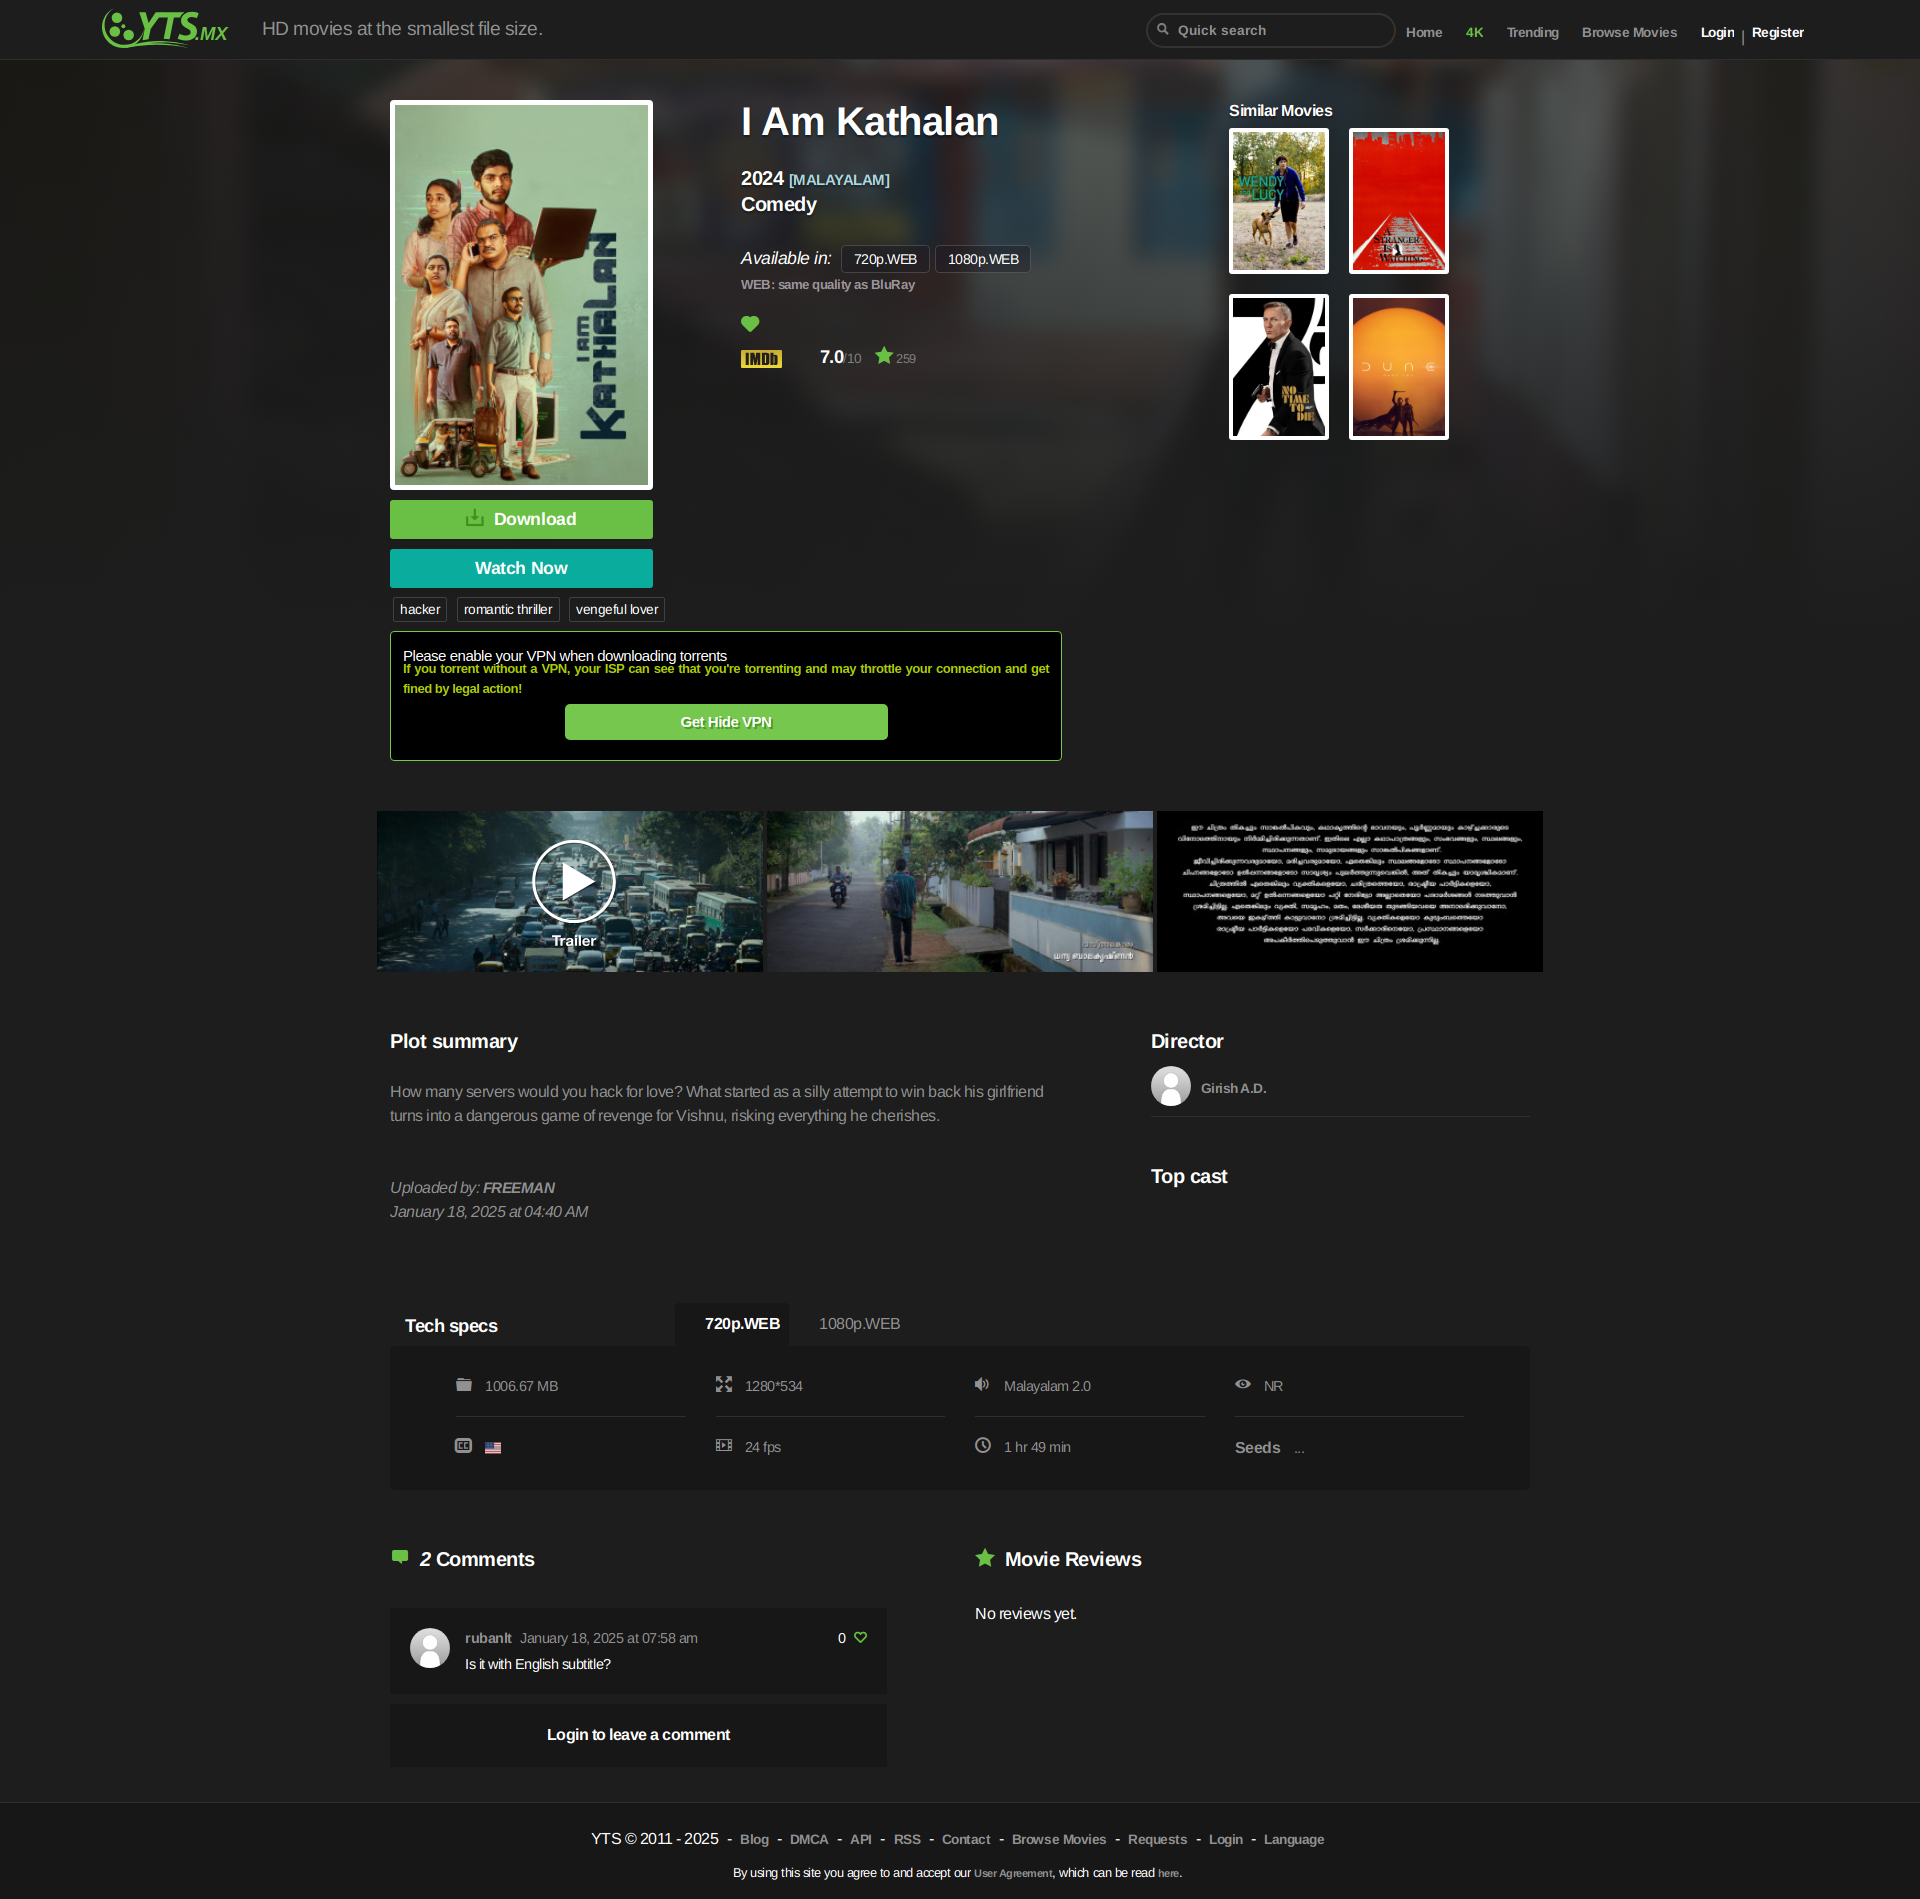 YTS.MX
HD movies at the smallest file size.
Quick search
Home
4K
Trending
Browse Movies
Login | Register
I AM
KATHALAN
Download
Watch Now
hacker
romantic thriller
vengeful lover
I Am Kathalan
2024 [MALAYALAM]
Comedy
Available in: 720p.WEB 1080p.WEB
WEB: same quality as BluRay
IMDb 7.0/10 259
Similar Movies
WENDY
LUCY
A
STRANGER
IS A
WATCHING
NO
TIME
TO
DIE
DUNE
Please enable your VPN when downloading torrents
If you torrent without a VPN, your ISP can see that you're torrenting and may throttle your connection and get
fined by legal action!
Get Hide VPN
Trailer
ധന്യ ബാലകൃഷ്ണൻ
Plot summary
How many servers would you hack for love? What started as a silly attempt to win back his girlfriend
turns into a dangerous game of revenge for Vishnu, risking everything he cherishes.
Uploaded by: FREEMAN
January 18, 2025 at 04:40 AM
Director
Girish A.D.
Top cast
Tech specs
720p.WEB
1080p.WEB
1006.67 MB
1280*534
Malayalam 2.0
NR
CC
24 fps
1 hr 49 min
Seeds ...
2 Comments
rubanlt January 18, 2025 at 07:58 am 0
Is it with English subtitle?
Login to leave a comment
Movie Reviews
No reviews yet.
YTS © 2011 - 2025 - Blog - DMCA - API - RSS - Contact - Browse Movies - Requests - Login - Language
By using this site you agree to and accept our User Agreement, which can be read here.